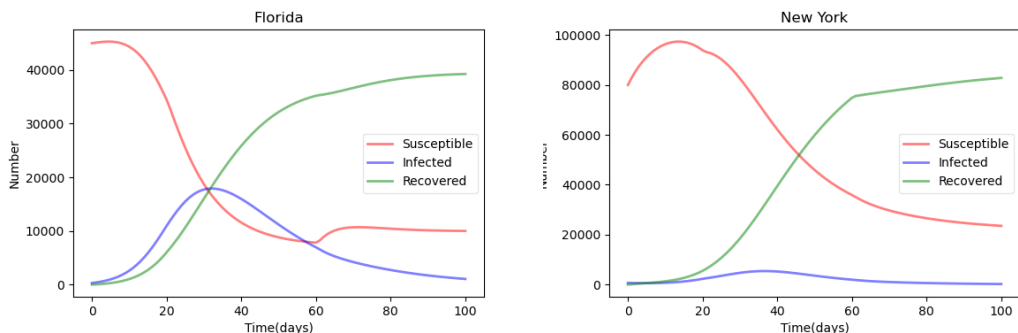 Florida
Number
40000
30000
20000
10000
0
Susceptible
Infected
Recovered
0 20 40 60 80 100
Time(days)
New York
Number
100000
80000
60000
40000
20000
0
Susceptible
Infected
Recovered
0 20 40 60 80 100
Time(days)